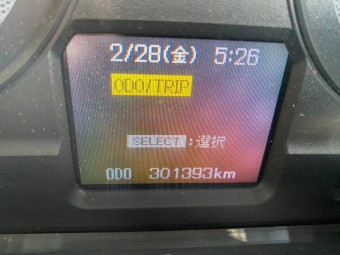 2/28(金) 5:26
ODO/TRIP
SELECT:選択
ODO 301393km